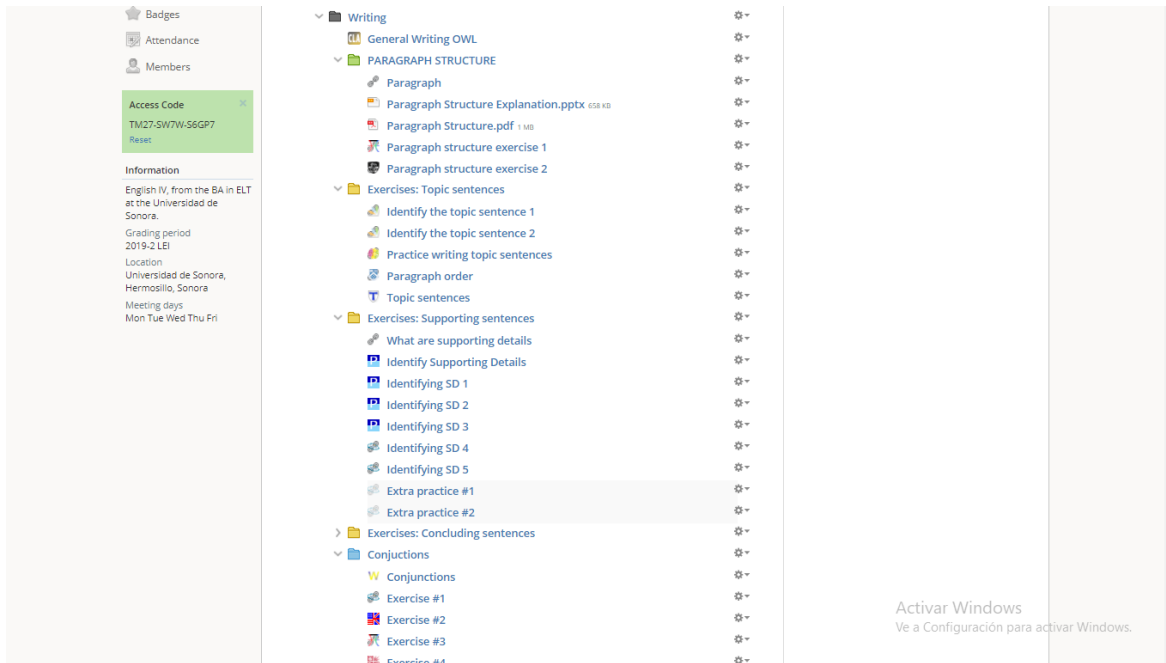 Badges
Attendance
Members
Access Code
TM27-SW7W-S6GP7
Reset
Information
English IV, from the BA in ELT
at the Universidad de
Sonora.
Grading period
2019-2 LEI
Location
Universidad de Sonora,
Hermosillo, Sonora
Meeting days
Mon Tue Wed Thu Fri
Writing
General Writing OWL
PARAGRAPH STRUCTURE
Paragraph
Paragraph Structure Explanation.pptx 658 KB
Paragraph Structure.pdf 1 MB
Paragraph structure exercise 1
Paragraph structure exercise 2
Exercises: Topic sentences
Identify the topic sentence 1
Identify the topic sentence 2
Practice writing topic sentences
Paragraph order
Topic sentences
Exercises: Supporting sentences
What are supporting details
Identify Supporting Details
Identifying SD 1
Identifying SD 2
Identifying SD 3
Identifying SD 4
Identifying SD 5
Extra practice #1
Extra practice #2
Exercises: Concluding sentences
Conjuctions
Conjunctions
Exercise #1
Exercise #2
Exercise #3
Exercise #4
Activar Windows
Ve a Configuración para activar Windows.